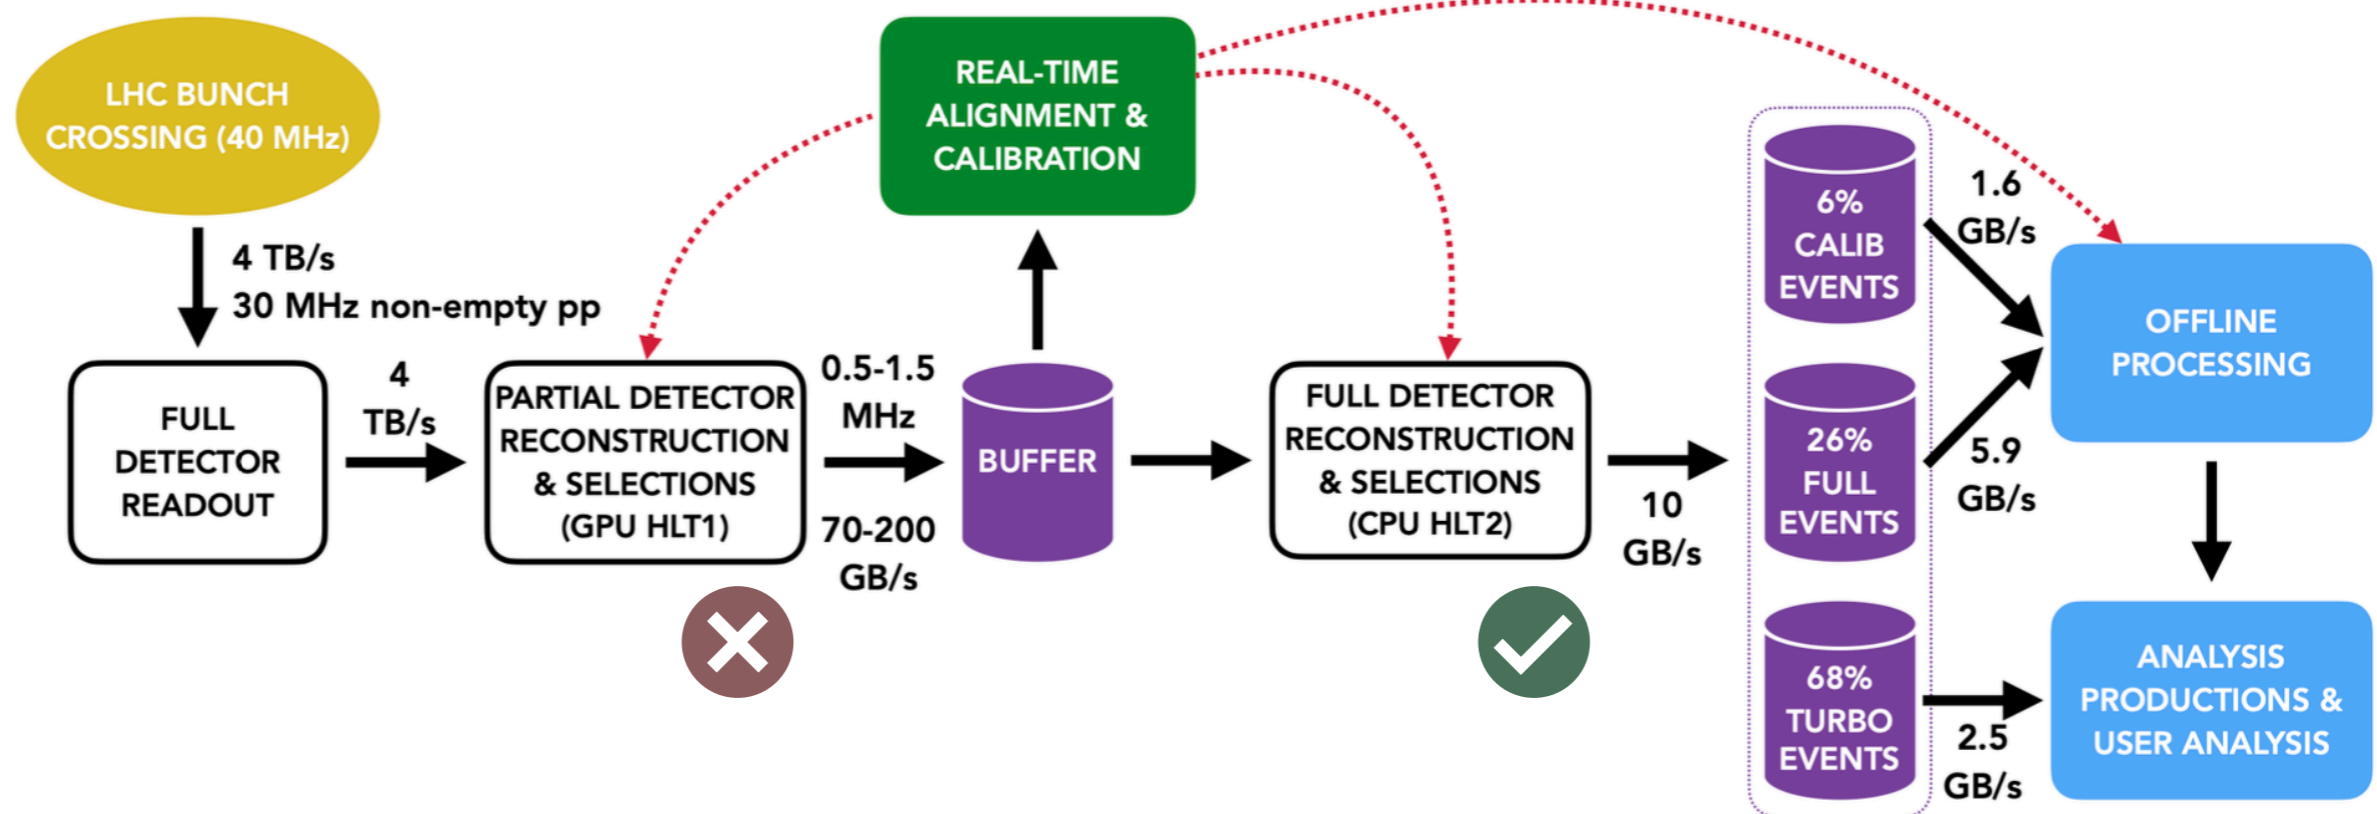 LHC BUNCH
CROSSING (40 MHz)
4 TB/s
30 MHz non-empty pp
FULL
DETECTOR
READOUT
4
TB/s
PARTIAL DETECTOR
RECONSTRUCTION
& SELECTIONS
(GPU HLT1)
0.5-1.5
MHz
70-200
GB/s
REAL-TIME
ALIGNMENT &
CALIBRATION
BUFFER
FULL DETECTOR
RECONSTRUCTION
& SELECTIONS
(CPU HLT2)
10
GB/s
6%
CALIB
EVENTS
1.6
GB/s
26%
FULL
EVENTS
5.9
GB/s
68%
TURBO
EVENTS
2.5
GB/s
OFFLINE
PROCESSING
ANALYSIS
PRODUCTIONS &
USER ANALYSIS